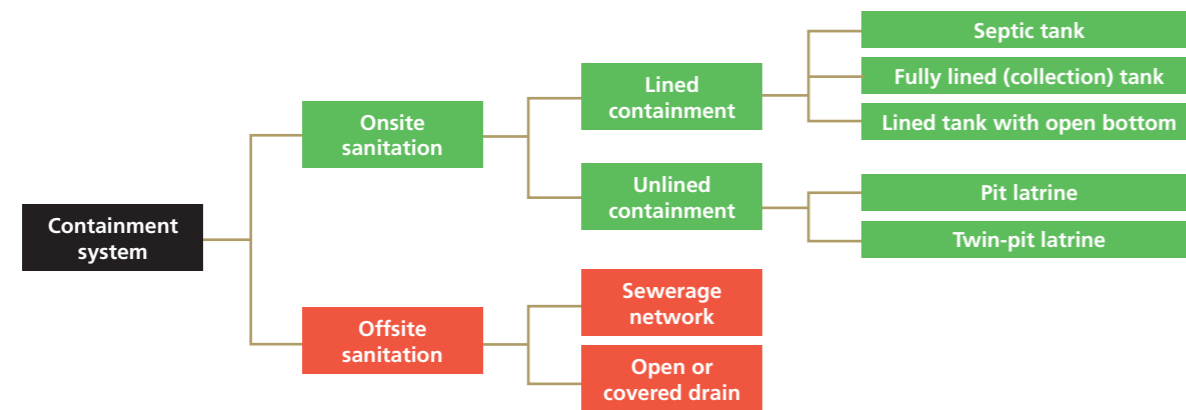 Containment
system
Onsite
sanitation
Lined
containment
Septic tank
Fully lined (collection) tank
Lined tank with open bottom
Unlined
containment
Pit latrine
Twin-pit latrine
Offsite
sanitation
Sewerage
network
Open or
covered drain